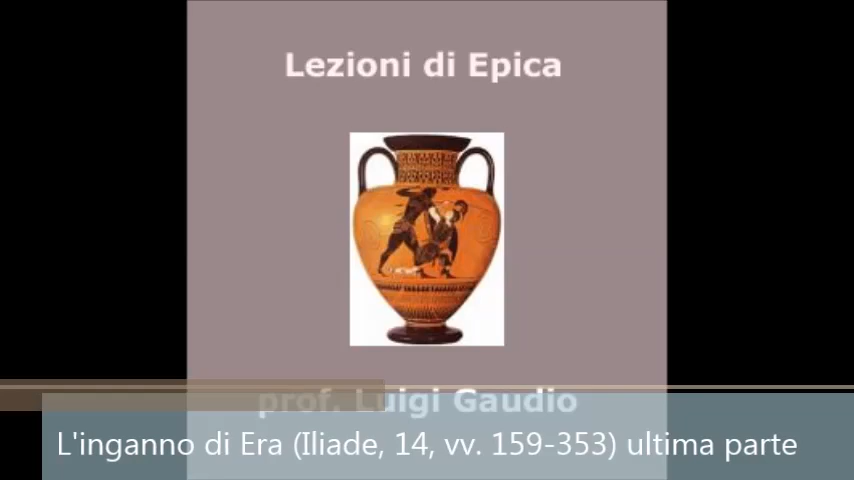 Lezioni di Epica
prof. Luigi Gaudio
L'inganno di Era (Iliade, 14, vv. 159-353) ultima parte